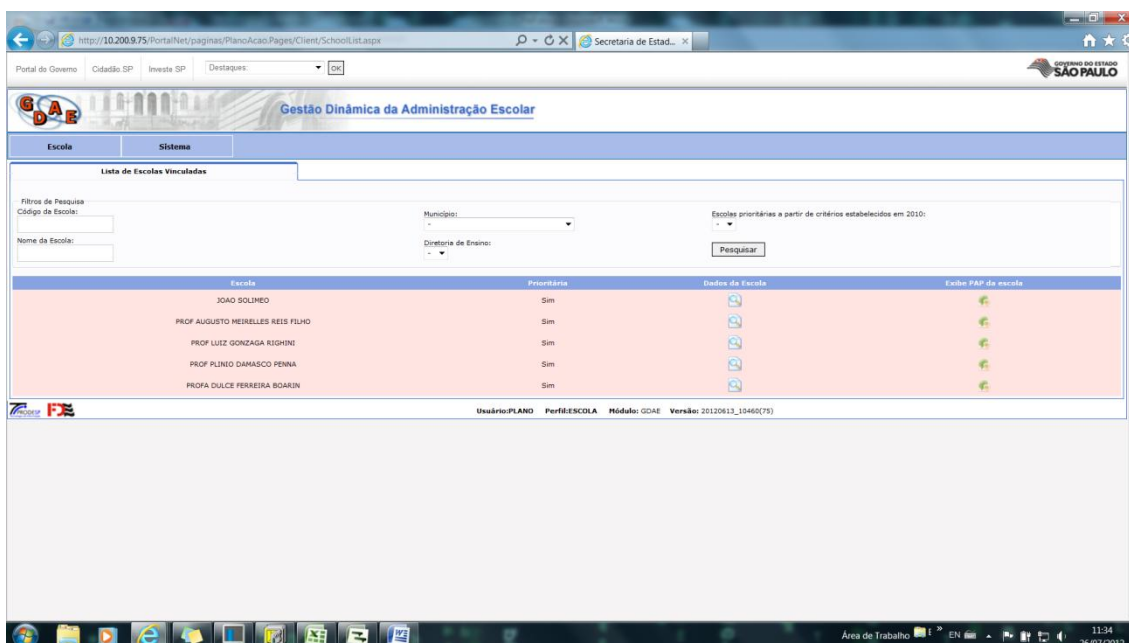 http://10.200.9.75/PortalNet/paginas/PlanoAcao.Pages/Client/SchoolList.aspx
Secretaria de Estad...
Portal do Governo Cidadão.SP Investe SP Destaques: OK
GOVERNO DO ESTADO
SÃO PAULO
GDAE
Gestão Dinâmica da Administração Escolar
Escola Sistema
Lista de Escolas Vinculadas
Filtros de Pesquisa
Código da Escola: Município: Escolas prioritárias a partir de critérios estabelecidos em 2010:
- -
Nome da Escola: Diretoria de Ensino: Pesquisar
-
Escola Prioritária Dados da Escola Exibe PAP da escola
JOAO SOLIMEO Sim
PROF AUGUSTO MEIRELLES REIS FILHO Sim
PROF LUIZ GONZAGA RIGHINI Sim
PROF PLINIO DAMASCO PENNA Sim
PROFA DULCE FERREIRA BOARIN Sim
PRODESP FDE Usuário:PLANO Perfil:ESCOLA Módulo: GDAE Versão: 20120613_10460(75)
Área de Trabalho EN 11:34
26/07/2012